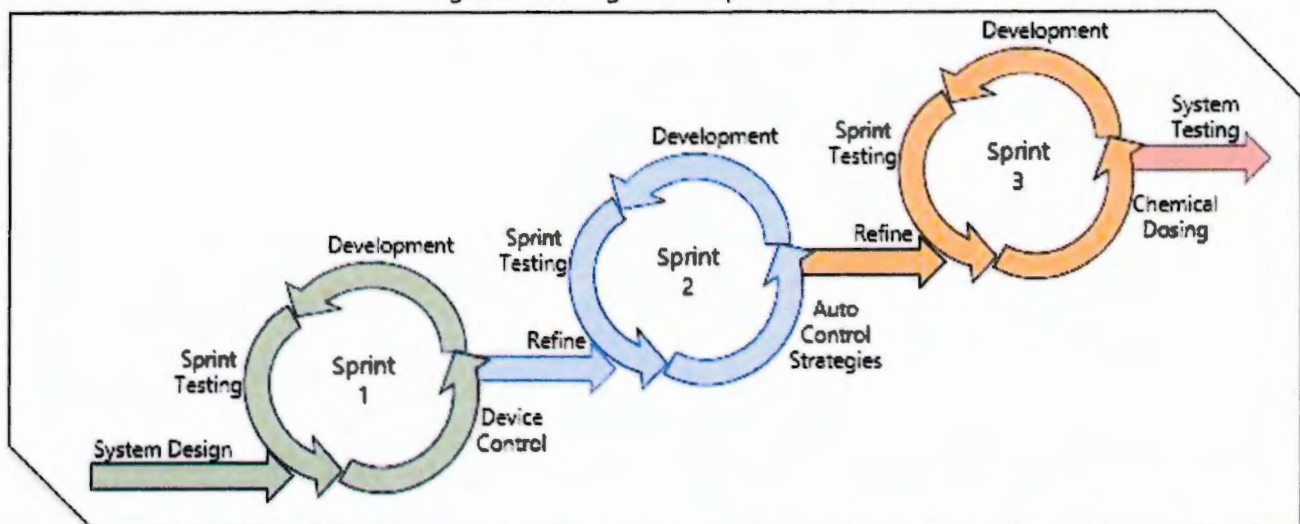 Development
System
Testing
Sprint
Testing
Sprint
3
Chemical
Dosing
Development
Sprint
Testing
Sprint
2
Refine
Auto
Control
Strategies
Development
Sprint
Testing
Sprint
1
Refine
Device
Control
System Design